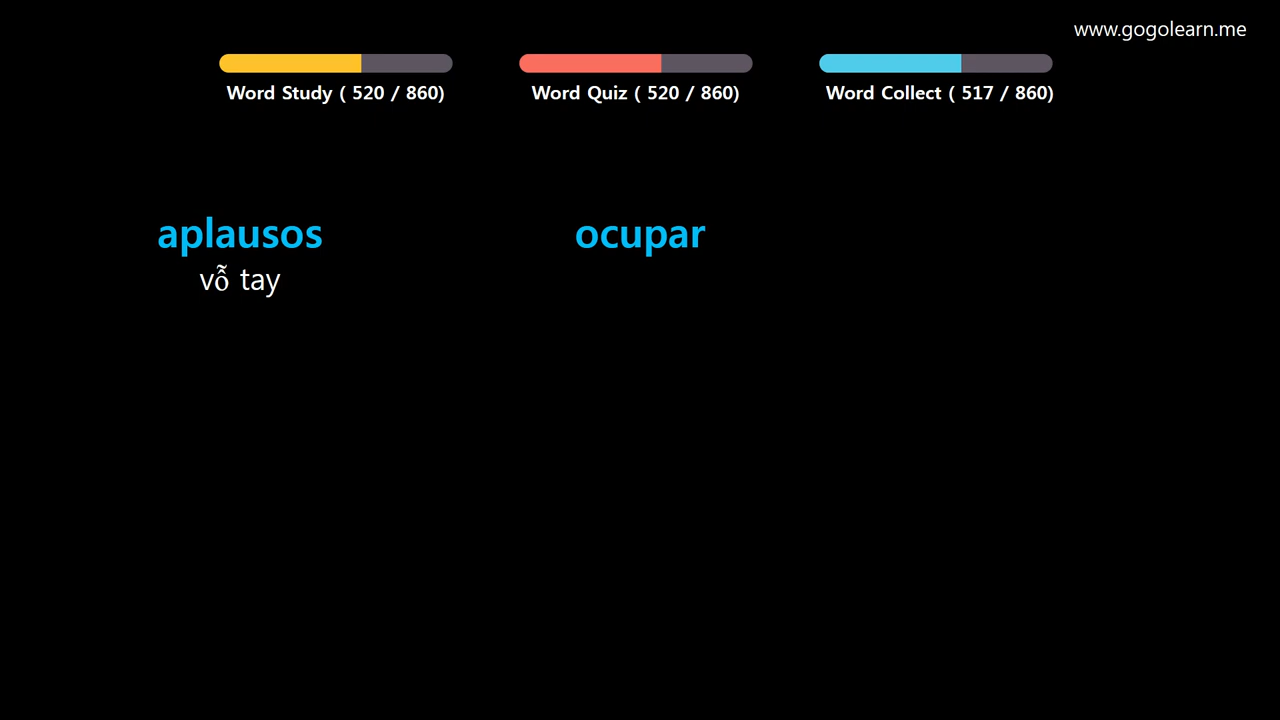 www.gogolearn.me
Word Study ( 520 / 860)
Word Quiz ( 520 / 860)
Word Collect ( 517 / 860)
aplausos
vỗ tay
ocupar